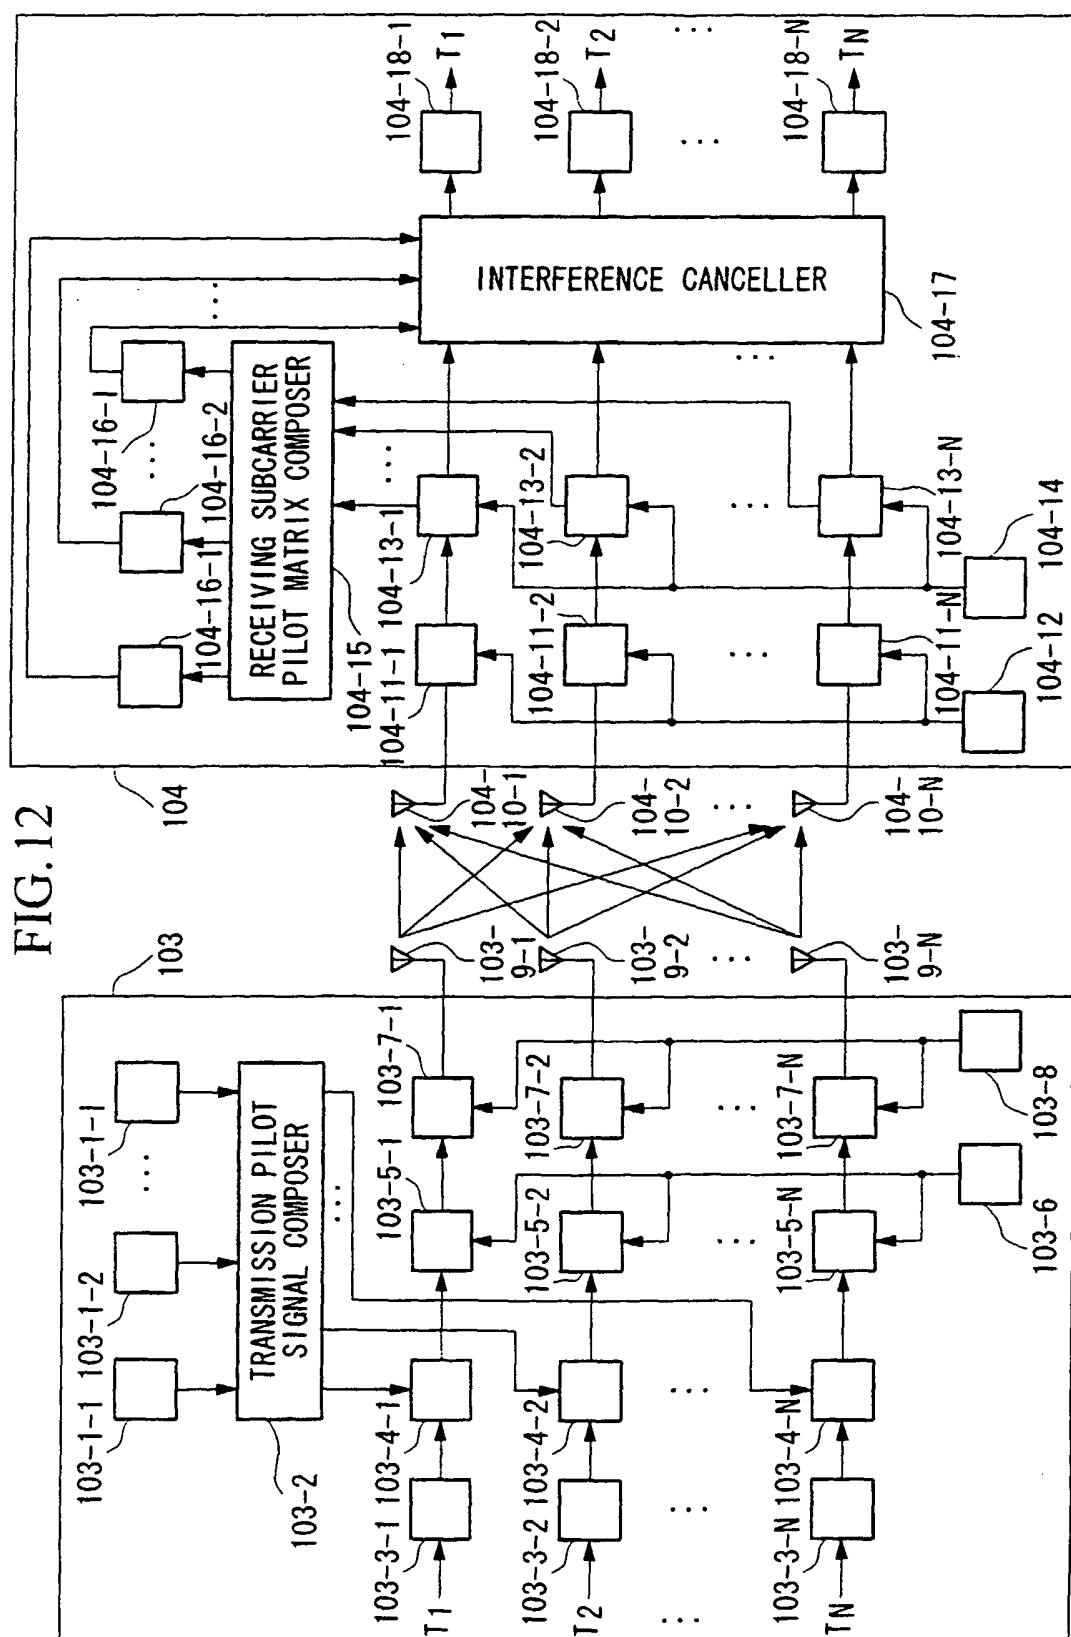 FIG.12
103
103-1-1
103-1-2
...
103-1-1
TRANSMISSION PILOT
SIGNAL COMPOSER
103-2
...
T1
103-3-1
103-4-1
103-5-1
103-7-1
T2
103-3-2
103-4-2
103-5-2
103-7-2
...
...
...
...
TN
103-3-N
103-4-N
103-5-N
103-7-N
103-6
103-8
103-
9-1
103-
9-2
...
103-
9-N
104-
10-1
104-
10-2
...
104-
10-N
104
104-16-1
104-16-2
...
104-16-1
...
RECEIVING SUBCARRIER
PILOT MATRIX COMPOSER
104-15
...
104-11-1
104-13-1
104-11-2
104-13-2
...
...
104-11-N
104-13-N
104-12
104-14
...
INTERFERENCE CANCELLER
104-17
104-18-1
T1
104-18-2
T2
...
...
104-18-N
TN